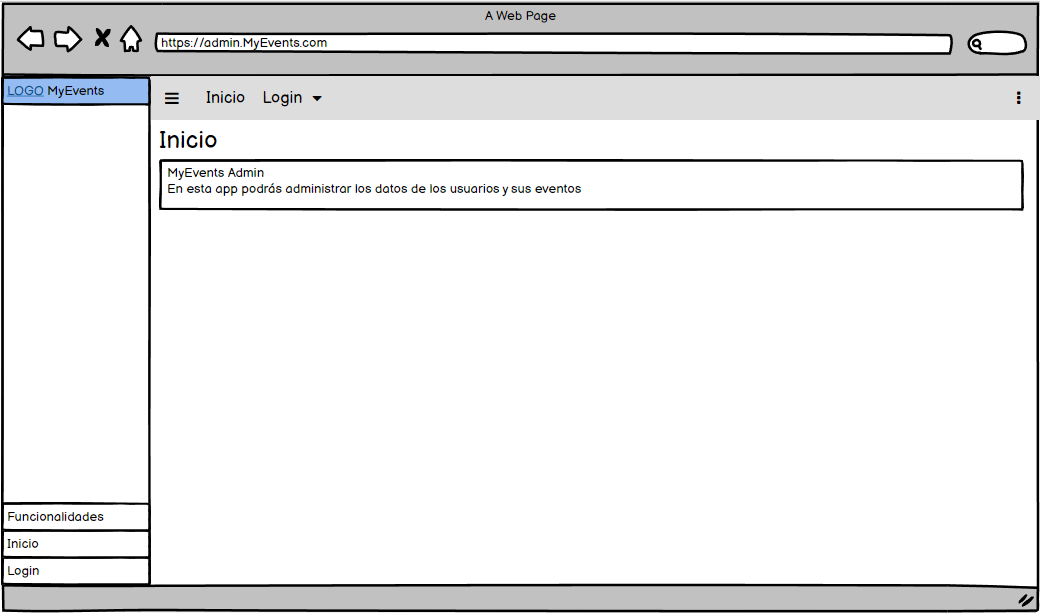 A Web Page
https://admin.MyEvents.com
LOGO MyEvents
Inicio Login
Inicio
MyEvents Admin
En esta app podrás administrar los datos de los usuarios y sus eventos
Funcionalidades
Inicio
Login